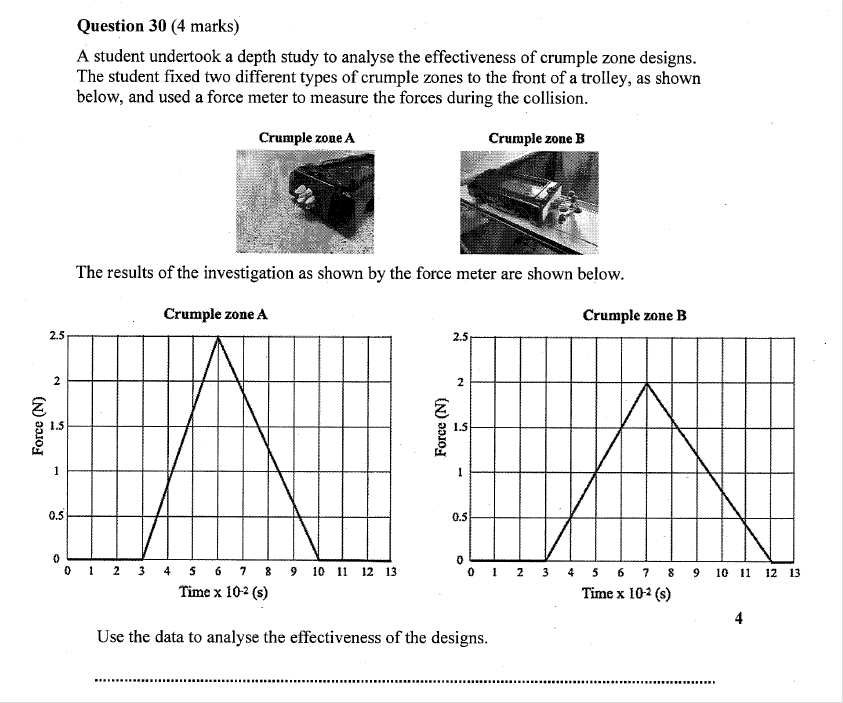 Question 30 (4 marks)
A student undertook a depth study to analyse the effectiveness of crumple zone designs.
The student fixed two different types of crumple zones to the front of a trolley, as shown
below, and used a force meter to measure the forces during the collision.
Crumple zone A
Crumple zone B
The results of the investigation as shown by the force meter are shown below.
Crumple zone A
2.5
2
1.5
1
0.5
0
Force (N)
0 1 2 3 4 5 6 7 8 9 10 11 12 13
Time x 10-2 (s)
Crumple zone B
2.5
2
1.5
1
0.5
0
Force (N)
0 1 2 3 4 5 6 7 8 9 10 11 12 13
Time x 10-2 (s)
4
Use the data to analyse the effectiveness of the designs.